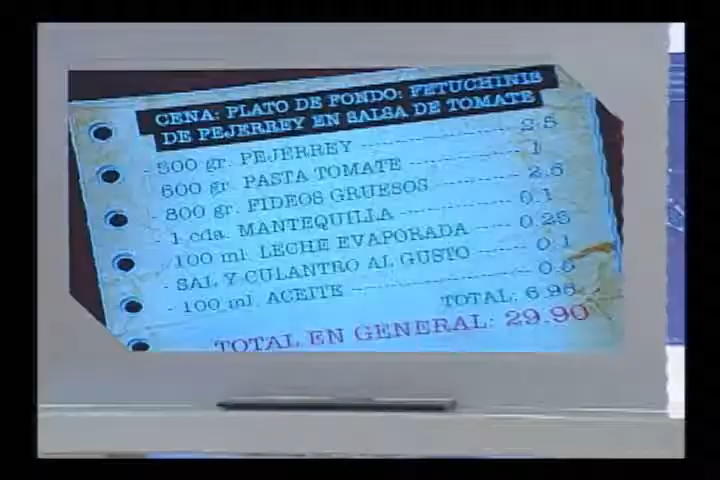 CENA: PLATO DE FONDO: FETUCHINIS
DE PEJERREY EN SALSA DE TOMATE
- 500 gr. PEJERREY ---------- 2.5
- 500 gr. PASTA TOMATE ---------- 1
- 500 gr. FIDEOS GRUESOS ---------- 2.5
- 1 cda. MANTEQUILLA ---------- 0.1
- 100 ml. LECHE EVAPORADA ---------- 0.25
- SAL Y CULANTRO AL GUSTO ---------- 0.1
- 100 ml. ACEITE ---------- 0.5
TOTAL: 6.95
TOTAL EN GENERAL: 29.90